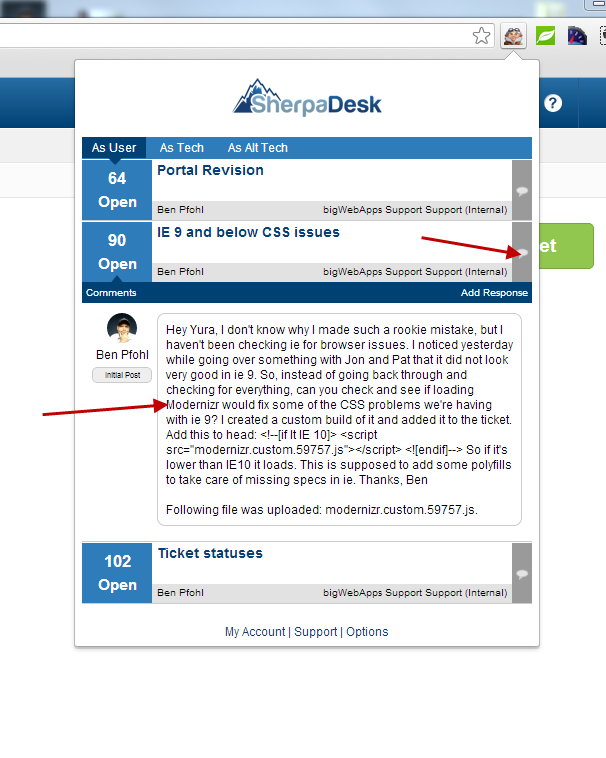 SherpaDesk
As User As Tech As Alt Tech
64 Open
Portal Revision
Ben Pfohl bigWebApps Support Support (Internal)
90 Open
IE 9 and below CSS issues
Ben Pfohl bigWebApps Support Support (Internal)
et
Comments Add Response
Ben Pfohl
Initial Post
Hey Yura, I don't know why I made such a rookie mistake, but I
haven't been checking ie for browser issues. I noticed yesterday
while going over something with Jon and Pat that it did not look
very good in ie 9. So, instead of going back through and
checking for everything, can you check and see if loading
Modernizr would fix some of the CSS problems we're having
with ie 9? I created a custom build of it and added it to the ticket.
Add this to head: <!--[if lt IE 10]> <script
src="modernizr.custom.59757.js"></script> <![endif]--> So if it's
lower than IE10 it loads. This is supposed to add some polyfills
to take care of missing specs in ie. Thanks, Ben
Following file was uploaded: modernizr.custom.59757.js.
102 Open
Ticket statuses
Ben Pfohl bigWebApps Support Support (Internal)
My Account | Support | Options